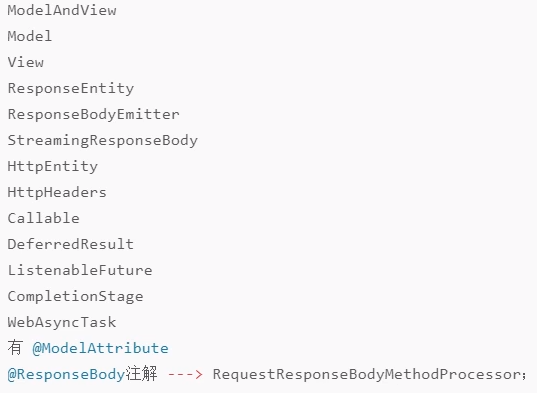 ModelAndView
Model
View
ResponseEntity
ResponseBodyEmitter
StreamingResponseBody
HttpEntity
HttpHeaders
Callable
DeferredResult
ListenableFuture
CompletionStage
WebAsyncTask
有 @ModelAttribute
@ResponseBody注解 ---> RequestResponseBodyMethodProcessor；